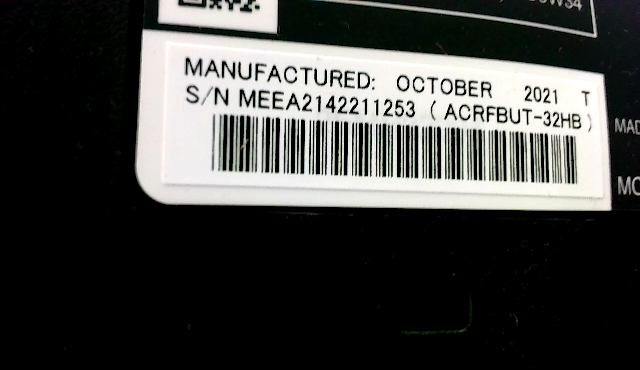 MANUFACTURED: OCTOBER 2021 T
S/N MEEA2142211253 ( ACRFBUT-32HB )